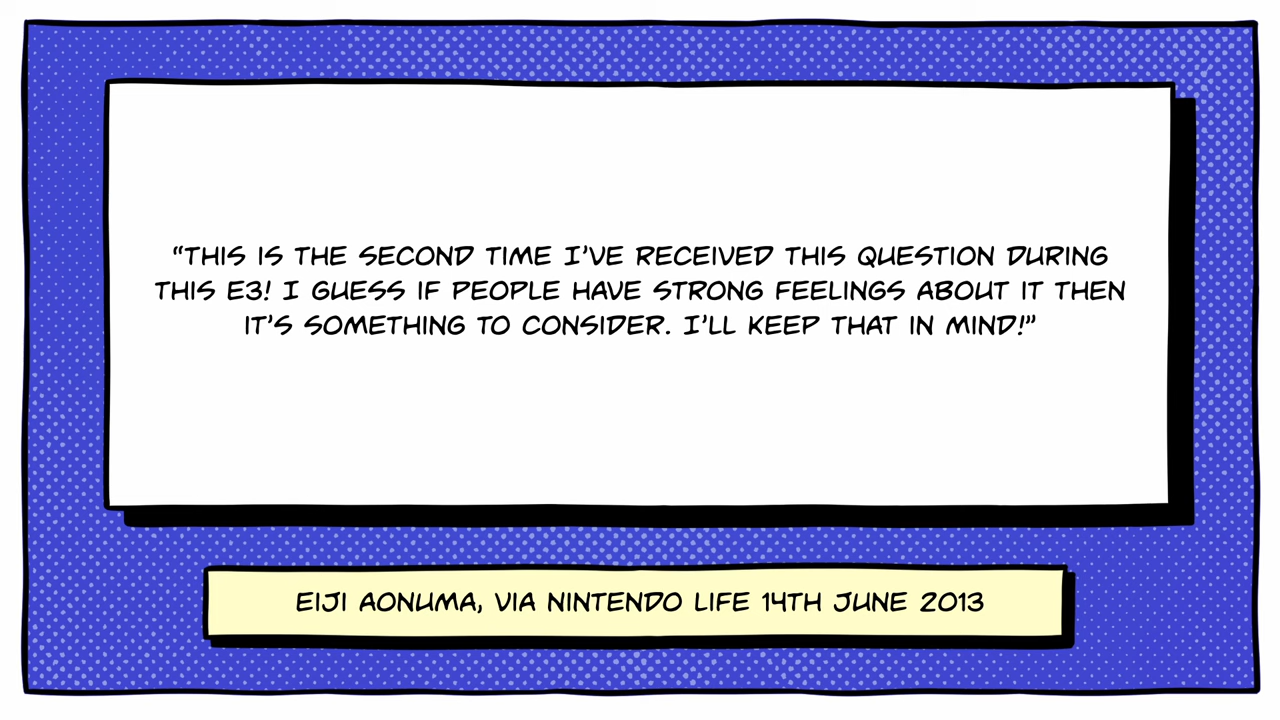 “THIS IS THE SECOND TIME I’VE RECEIVED THIS QUESTION DURING
THIS E3! I GUESS IF PEOPLE HAVE STRONG FEELINGS ABOUT IT THEN
IT’S SOMETHING TO CONSIDER. I’LL KEEP THAT IN MIND!”
EIJI AONUMA, VIA NINTENDO LIFE 14TH JUNE 2013